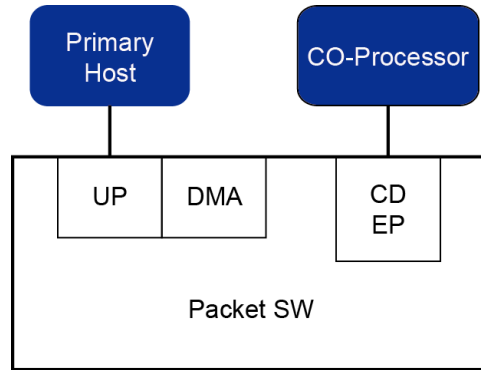 Primary
Host
CO-Processor
UP
DMA
CD
EP
Packet SW